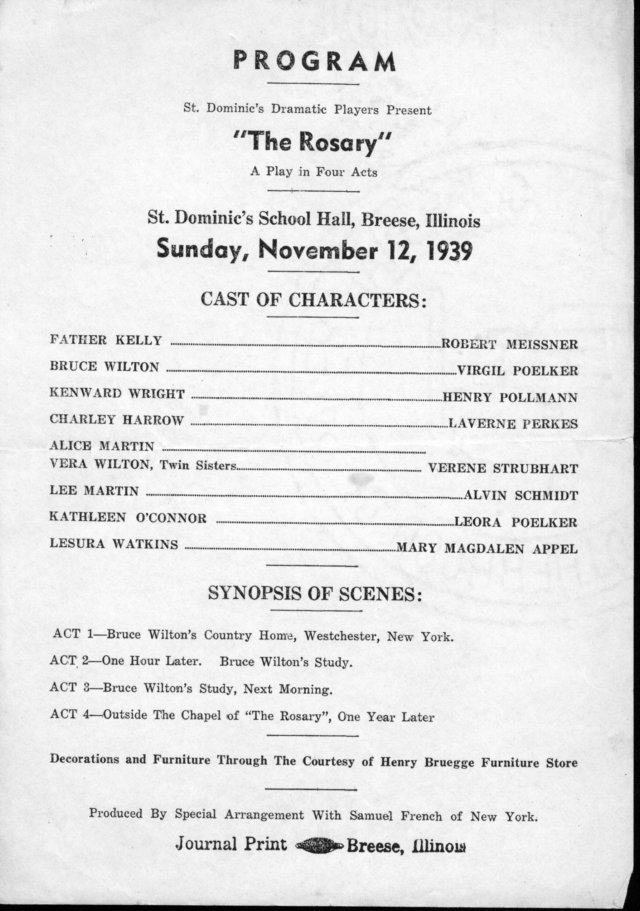 PROGRAM
St. Dominic's Dramatic Players Present
"The Rosary"
A Play in Four Acts
St. Dominic's School Hall, Breese, Illinois
Sunday, November 12, 1939
CAST OF CHARACTERS:
FATHER KELLY ROBERT MEISSNER
BRUCE WILTON VIRGIL POELKER
KENWARD WRIGHT HENRY POLLMANN
CHARLEY HARROW LAVERNE PERKES
ALICE MARTIN
VERA WILTON, Twin Sisters VERENE STRUBHART
LEE MARTIN ALVIN SCHMIDT
KATHLEEN O'CONNOR LEORA POELKER
LESURA WATKINS MARY MAGDALEN APPEL
SYNOPSIS OF SCENES:
ACT 1—Bruce Wilton's Country Home, Westchester, New York.
ACT 2—One Hour Later. Bruce Wilton's Study.
ACT 3—Bruce Wilton's Study, Next Morning.
ACT 4—Outside The Chapel of "The Rosary", One Year Later
Decorations and Furniture Through The Courtesy of Henry Bruegge Furniture Store
Produced By Special Arrangement With Samuel French of New York.
Journal Print Breese, Illinois